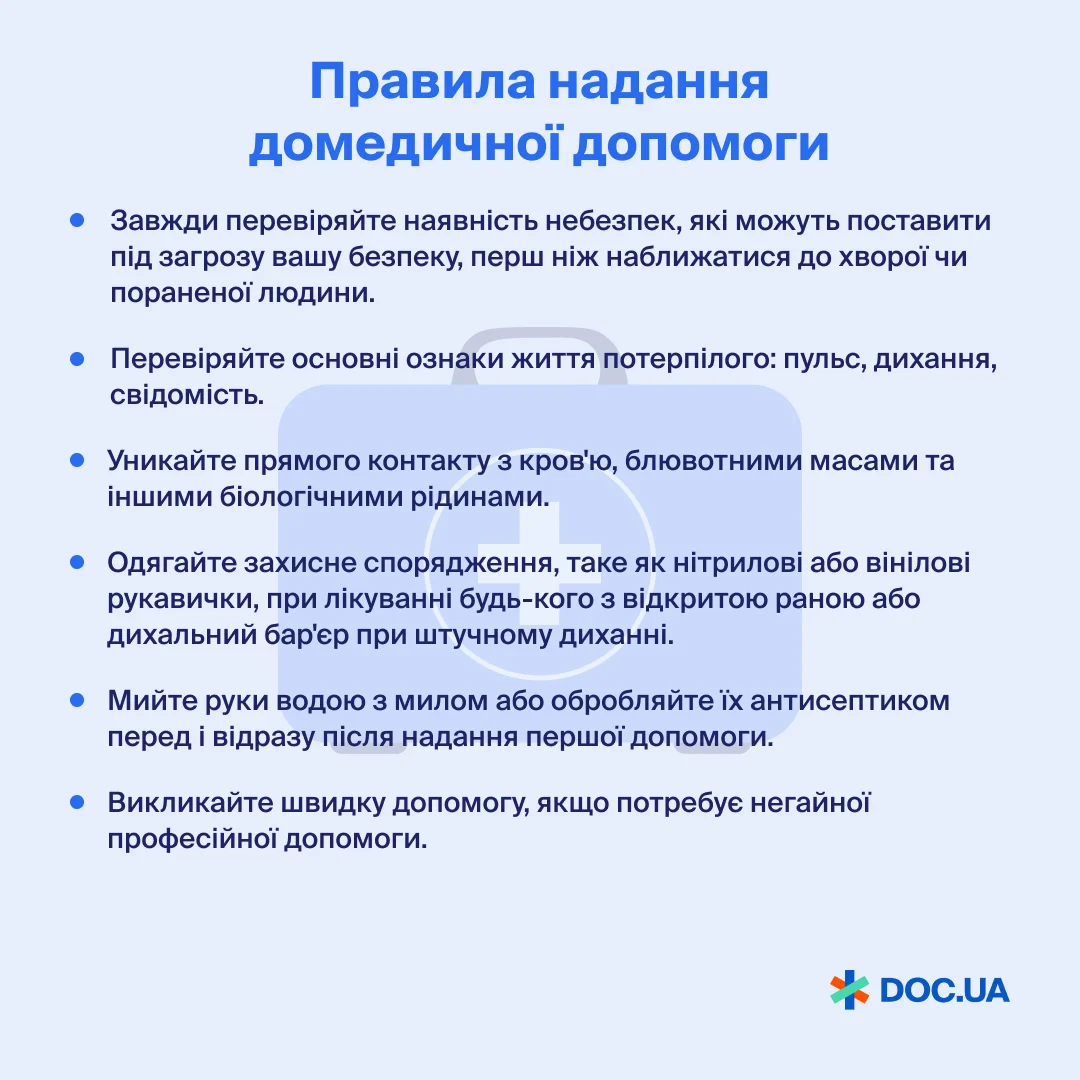 Правила надання
домедичної допомоги
Завжди перевіряйте наявність небезпек, які можуть поставити
під загрозу вашу безпеку, перш ніж наближатися до хворої чи
пораненої людини.
Перевіряйте основні ознаки життя потерпілого: пульс, дихання,
свідомість.
Уникайте прямого контакту з кров'ю, блювотними масами та
іншими біологічними рідинами.
Одягайте захисне спорядження, таке як нітрилові або вінілові
рукавички, при лікуванні будь-кого з відкритою раною або
дихальний бар'єр при штучному диханні.
Мийте руки водою з милом або обробляйте їх антисептиком
перед і відразу після надання першої допомоги.
Викликайте швидку допомогу, якщо потребує негайної
професійної допомоги.
DOC.UA